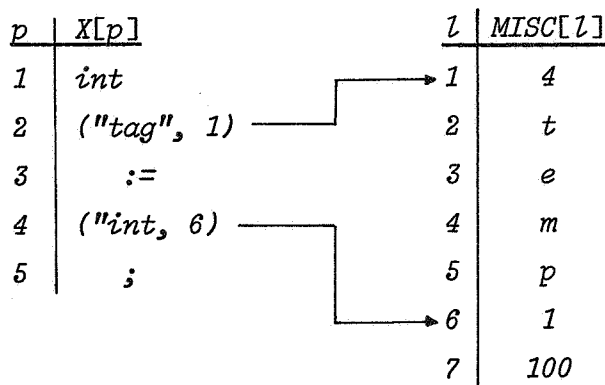 p X[p] l MISC[l]
1 int 1 4
2 ("tag", 1) 2 t
3 := 3 e
4 ("int, 6) 4 m
5 ; 5 p
6 1
7 100